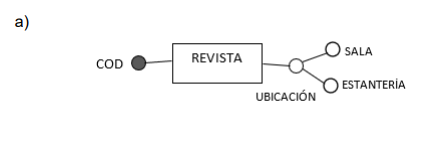 a)
SALA
REVISTA
COD
ESTANTERÍA
UBICACIÓN